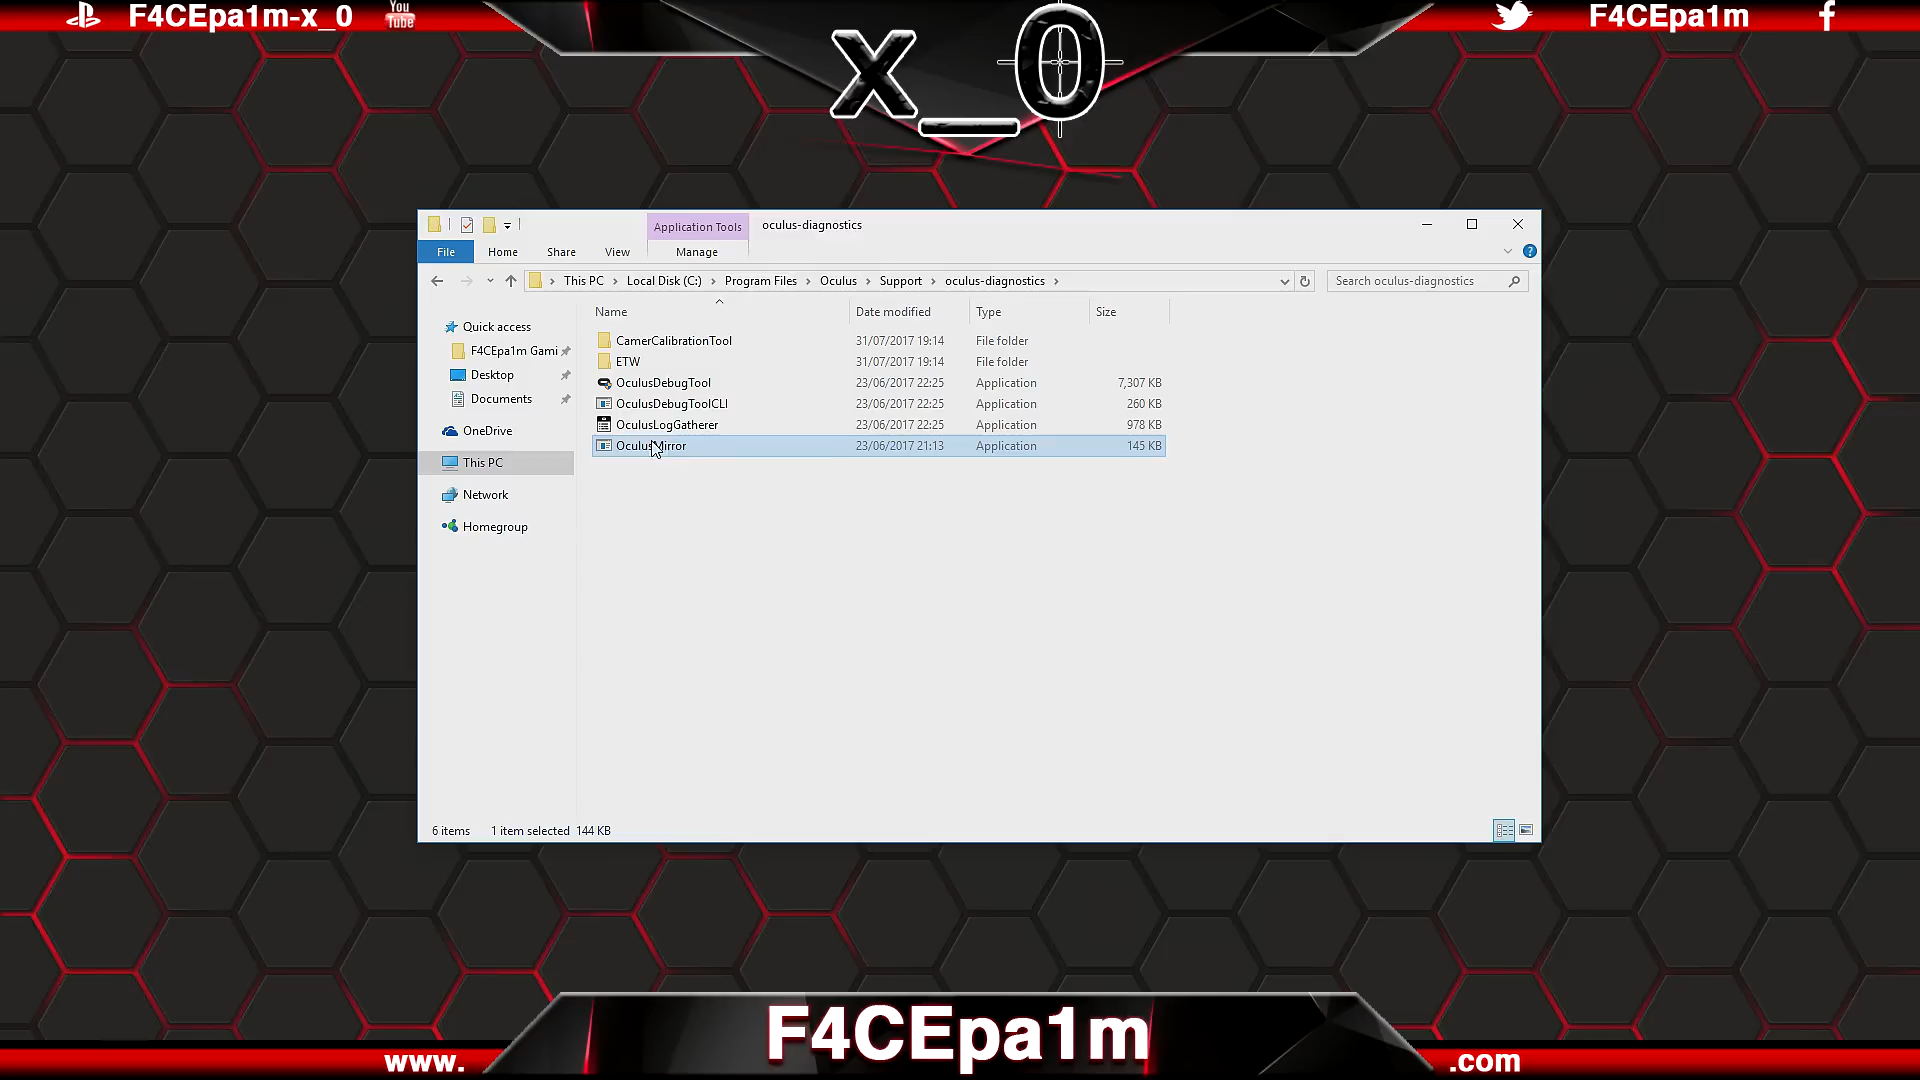 F4CEpa1m-x_0
You
Tube
x_0
F4CEpa1m
Application Tools
oculus-diagnostics
File
Home
Share
View
Manage
This PC
Local Disk (C:)
Program Files
Oculus
Support
oculus-diagnostics
Search oculus-diagnostics
Name
Date modified
Type
Size
Quick access
F4CEpa1m Gami
Desktop
Documents
OneDrive
This PC
Network
Homegroup
CamerCalibrationTool 31/07/2017 19:14 File folder
ETW 31/07/2017 19:14 File folder
OculusDebugTool 23/06/2017 22:25 Application 7,307 KB
OculusDebugToolCLI 23/06/2017 22:25 Application 260 KB
OculusLogGatherer 23/06/2017 22:25 Application 978 KB
OculusMirror 23/06/2017 21:13 Application 145 KB
6 items 1 item selected 144 KB
www.
F4CEpa1m
.com